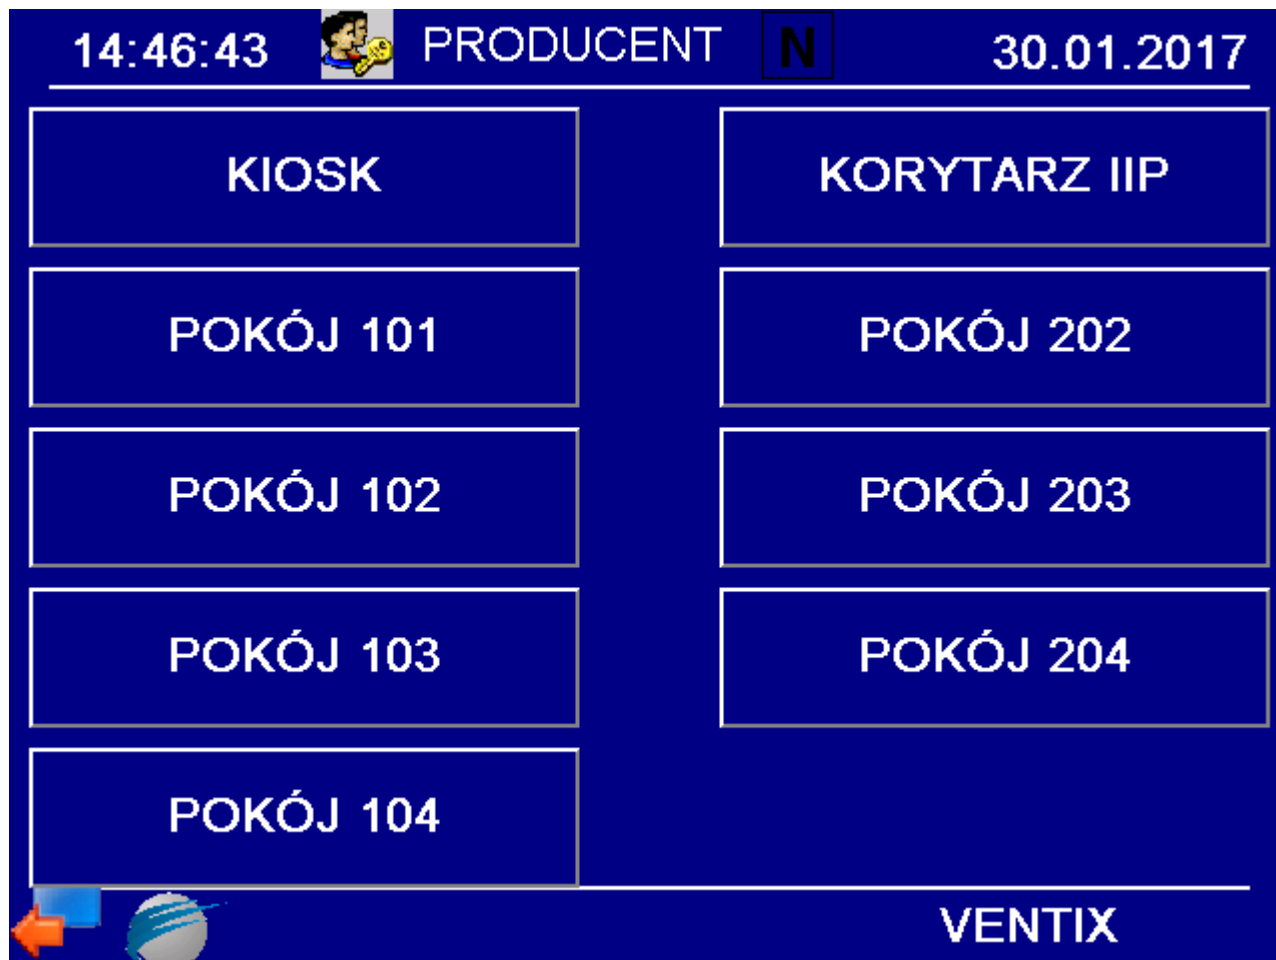 14:46:43 PRODUCENT N 30.01.2017
KIOSK
KORYTARZ IIP
POKÓJ 101
POKÓJ 202
POKÓJ 102
POKÓJ 203
POKÓJ 103
POKÓJ 204
POKÓJ 104
VENTIX